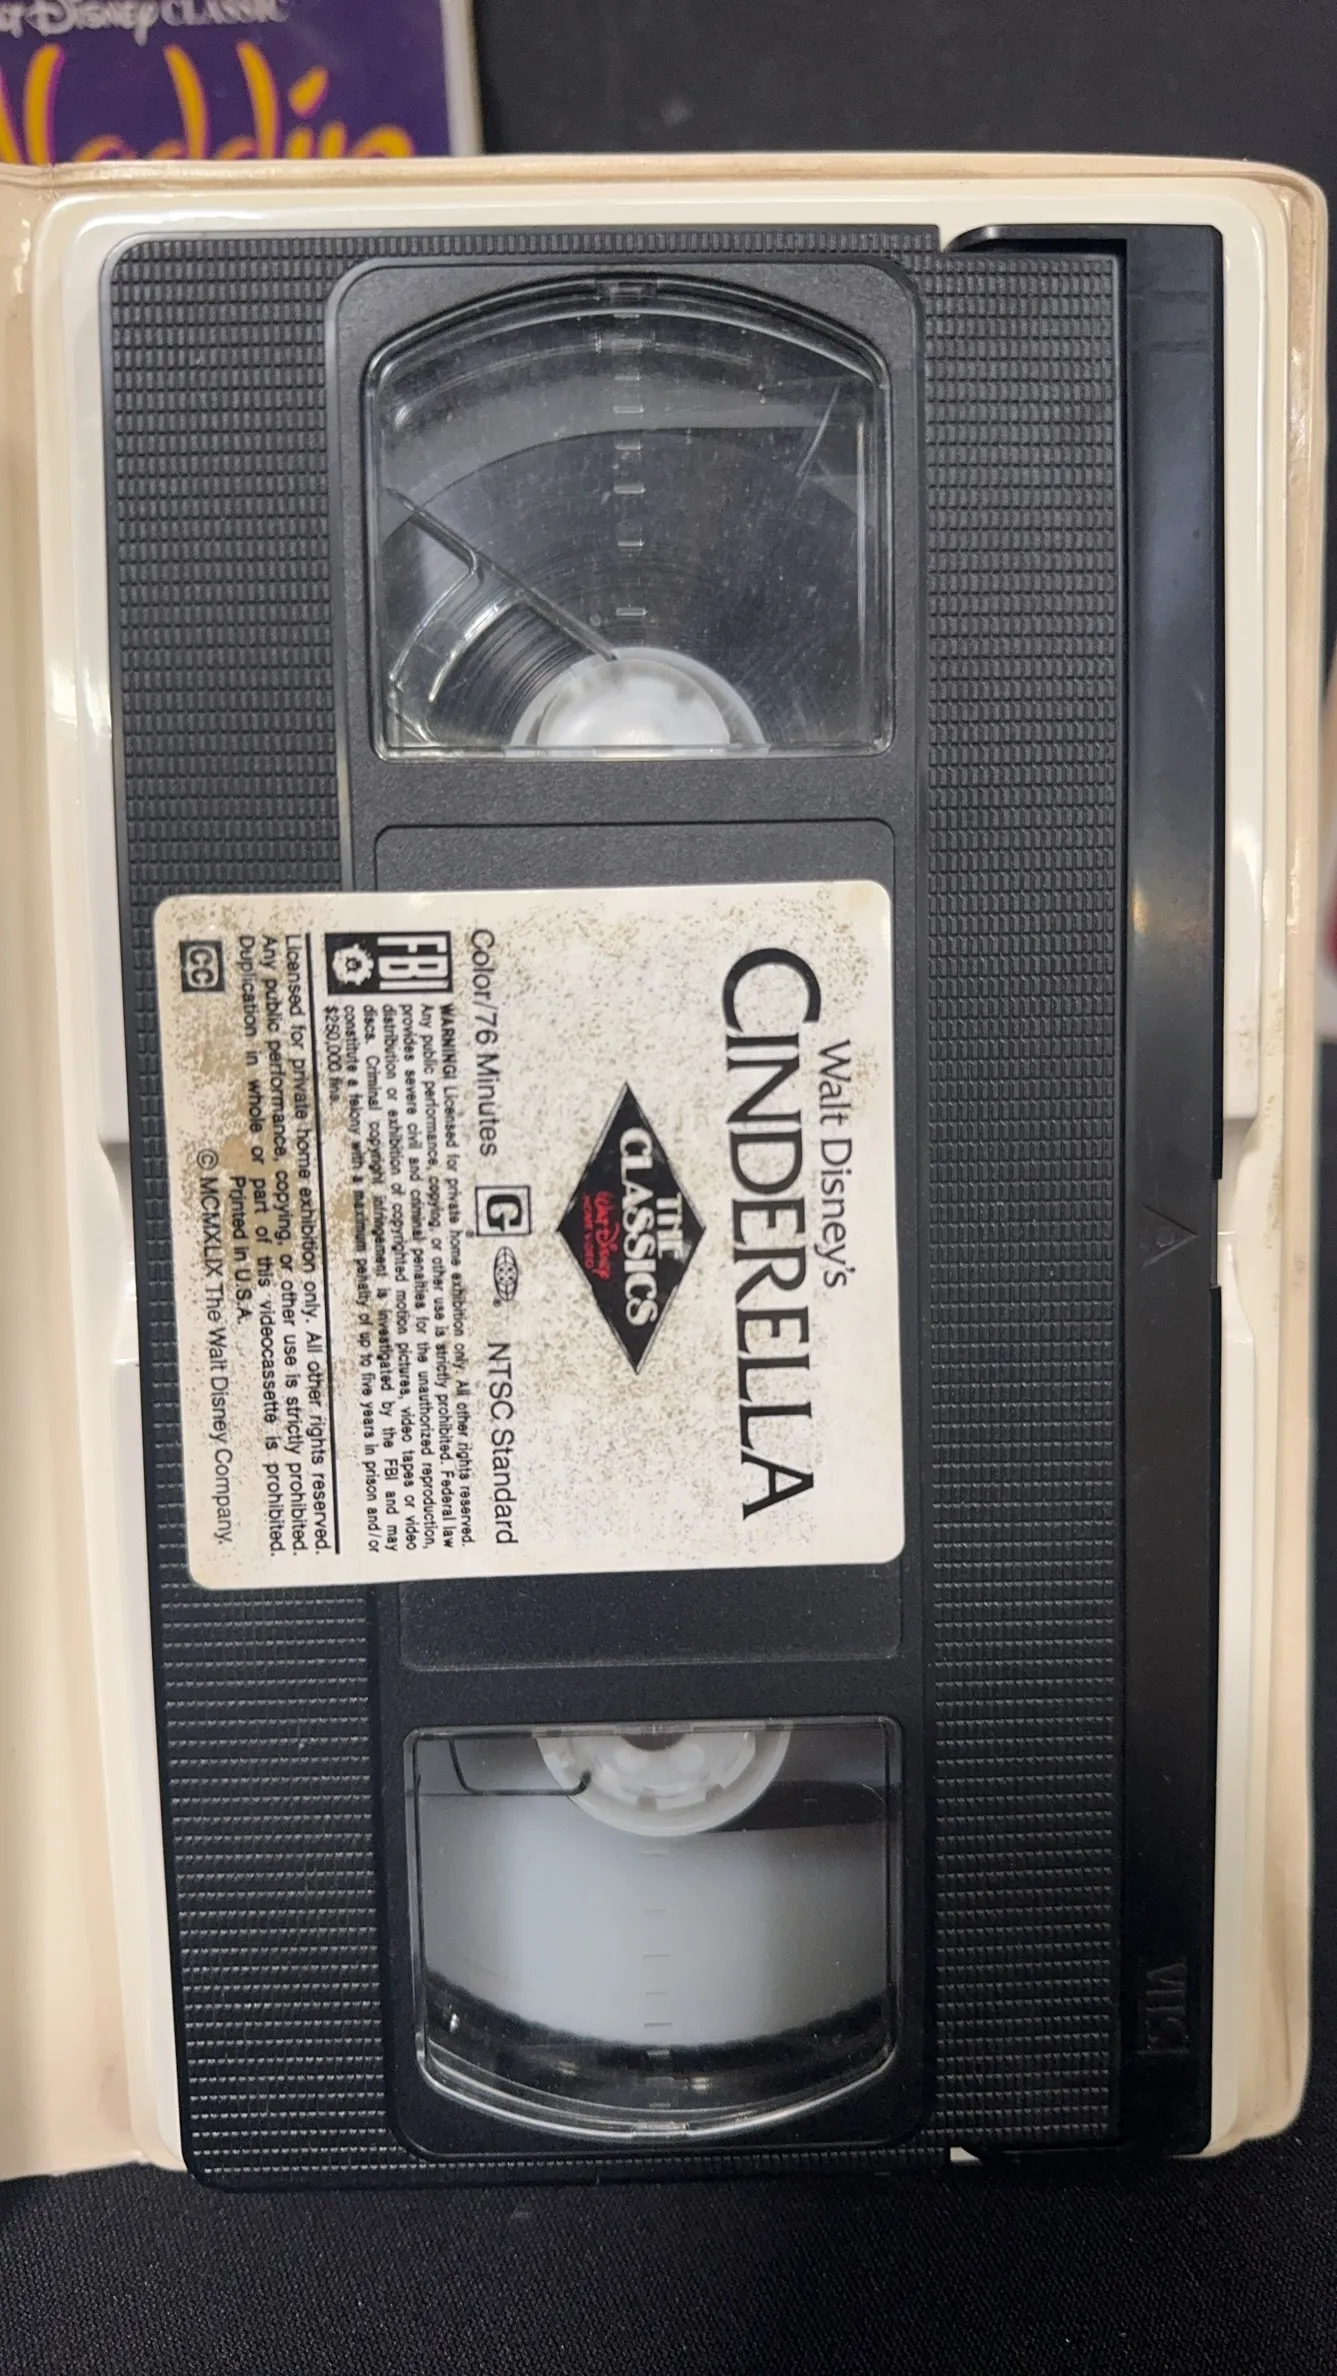 WALT DISNEY CLASSIC
Aladdin
Walt Disney's
CINDERELLA
THE
CLASSICS
WALT DISNEY
HOME VIDEO
Color/76 Minutes G NTSC Standard
FBI
WARNING! Licensed for private home exhibition only. All other rights reserved.
Any public performance, copying, or other use is strictly prohibited. Federal law
provides severe civil and criminal penalties for the unauthorized reproduction,
distribution or exhibition of copyrighted motion pictures, video tapes or video
discs. Criminal copyright infringement is investigated by the FBI and may
constitute a felony with a maximum penalty of up to five years in prison and/or
$250,000 fine.
Licensed for private home exhibition only. All other rights reserved.
Any public performance, copying, or other use is strictly prohibited.
Duplication in whole or part of this videocassette is prohibited.
Printed in U.S.A.
CC
© MCMXLIX The Walt Disney Company.
VHS